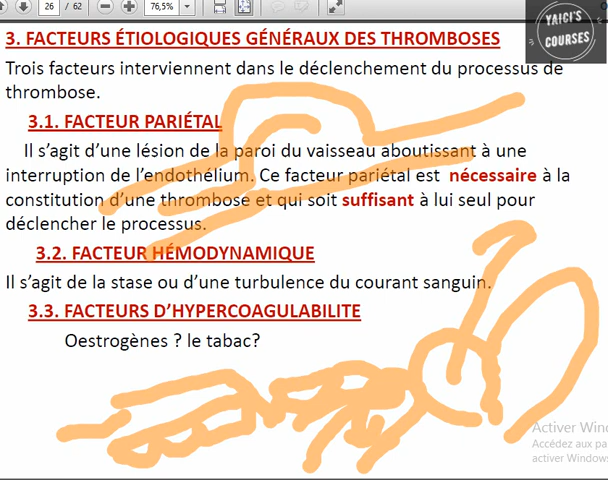 26 / 62 76,5%
YAICI'S
COURSES
3. FACTEURS ÉTIOLOGIQUES GÉNÉRAUX DES THROMBOSES
Trois facteurs interviennent dans le déclenchement du processus de
thrombose.
3.1. FACTEUR PARIÉTAL
Il s'agit d'une lésion de la paroi du vaisseau aboutissant à une
interruption de l'endothélium. Ce facteur pariétal est nécessaire à la
constitution d'une thrombose et qui soit suffisant à lui seul pour
déclencher le processus.
3.2. FACTEUR HÉMODYNAMIQUE
Il s'agit de la stase ou d'une turbulence du courant sanguin.
3.3. FACTEURS D'HYPERCOAGULABILITE
Oestrogènes ? le tabac?
Activer Win
Accédez aux pa
activer Windows